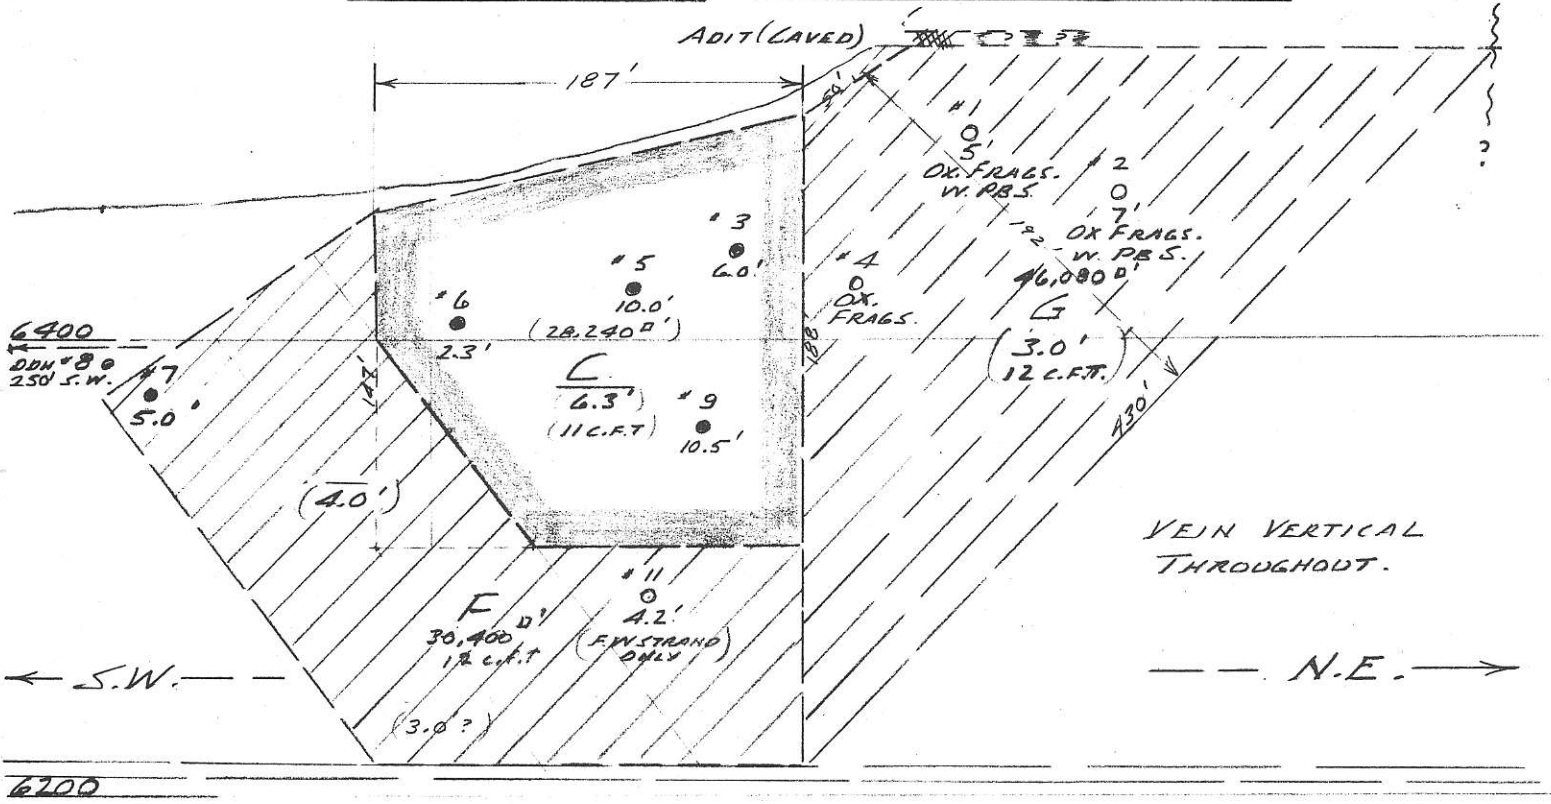 ADIT (CAVED)
187'
#1
5'
OX. FRAGS.
W. PBS.
#2
7'
OX FRAGS.
W. PBS.
46,080 □'
G
(3.0')
12 C.F.T.
192
430'
?
#3
6.0'
#4
OX.
FRAGS.
188'
#5
10.0'
(28,240 □')
C
(6.3')
(11 C.F.T)
#6
2.3'
147'
#9
10.5'
6400
DDH #8
250' S.W.
#7
5.0'
(4.0')
VEIN VERTICAL
THROUGHOUT.
#11
4.2'
(F.W STRAND
ONLY)
F
30,400 □'
12 C.F.T
(3.0?)
S.W.
N.E.
6200